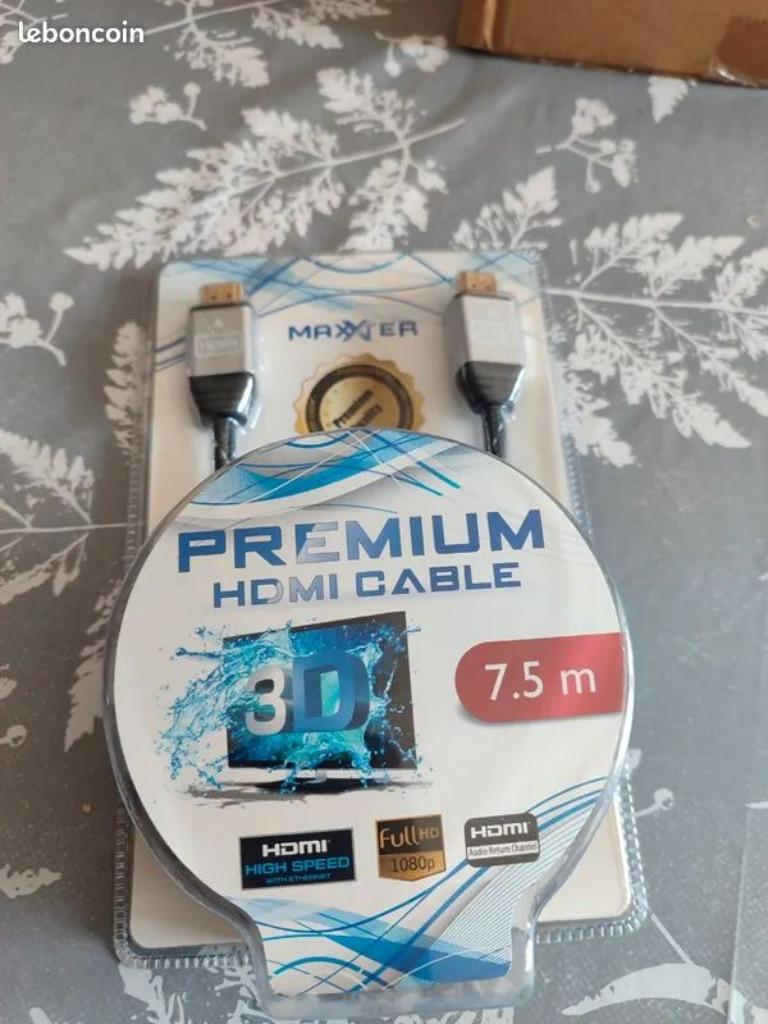 leboncoin
MAXXTER
Premium
PREMIUM
HDMI CABLE
3D
7.5 m
HDMI
HIGH SPEED
WITH ETHERNET
Full HD
1080p
HDMI
Audio Return Channel